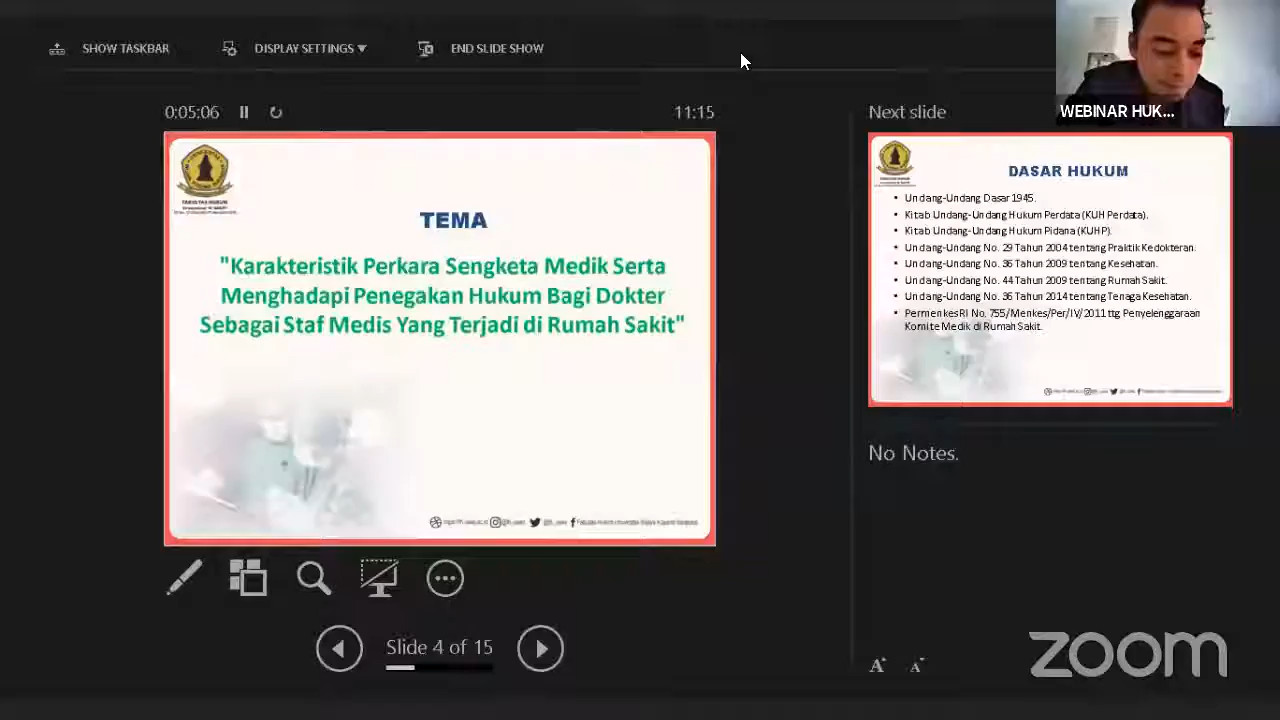 SHOW TASKBAR
DISPLAY SETTINGS ▼
END SLIDE SHOW
WEBINAR HUK...
0:05:06
11:15
Next slide
FAKULTAS HUKUM
TEMA
"Karakteristik Perkara Sengketa Medik Serta
Menghadapi Penegakan Hukum Bagi Dokter
Sebagai Staf Medis Yang Terjadi di Rumah Sakit"
DASAR HUKUM
• Undang-Undang Dasar 1945.
• Kitab Undang-Undang Hukum Perdata (KUH Perdata).
• Kitab Undang-Undang Hukum Pidana (KUHP).
• Undang-Undang No. 29 Tahun 2004 tentang Praktik Kedokteran.
• Undang-Undang No. 36 Tahun 2009 tentang Kesehatan.
• Undang-Undang No. 44 Tahun 2009 tentang Rumah Sakit.
• Undang-Undang No. 36 Tahun 2014 tentang Tenaga Kesehatan.
• Permenkes RI No. 755/Menkes/Per/IV/2011 ttg Penyelenggaraan
Komite Medik di Rumah Sakit.
No Notes.
Slide 4 of 15
A A
zoom